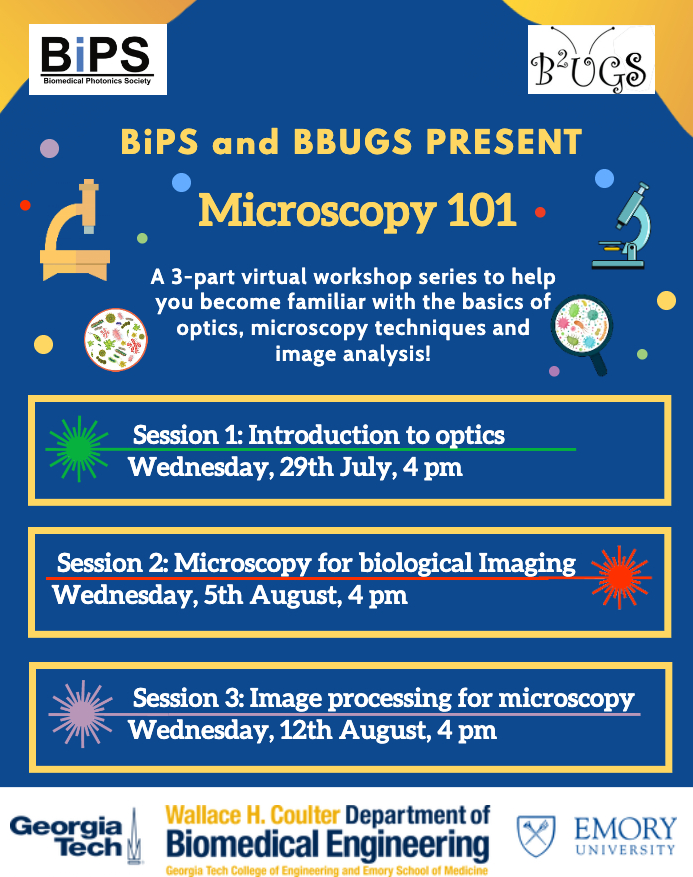 BiPS
Biomedical Photonics Society
B²UGS
BiPS and BBUGS PRESENT
Microscopy 101
A 3-part virtual workshop series to help
you become familiar with the basics of
optics, microscopy techniques and
image analysis!
Session 1: Introduction to optics
Wednesday, 29th July, 4 pm
Session 2: Microscopy for biological Imaging
Wednesday, 5th August, 4 pm
Session 3: Image processing for microscopy
Wednesday, 12th August, 4 pm
Georgia
Tech
Wallace H. Coulter Department of
Biomedical Engineering
Georgia Tech College of Engineering and Emory School of Medicine
EMORY
UNIVERSITY